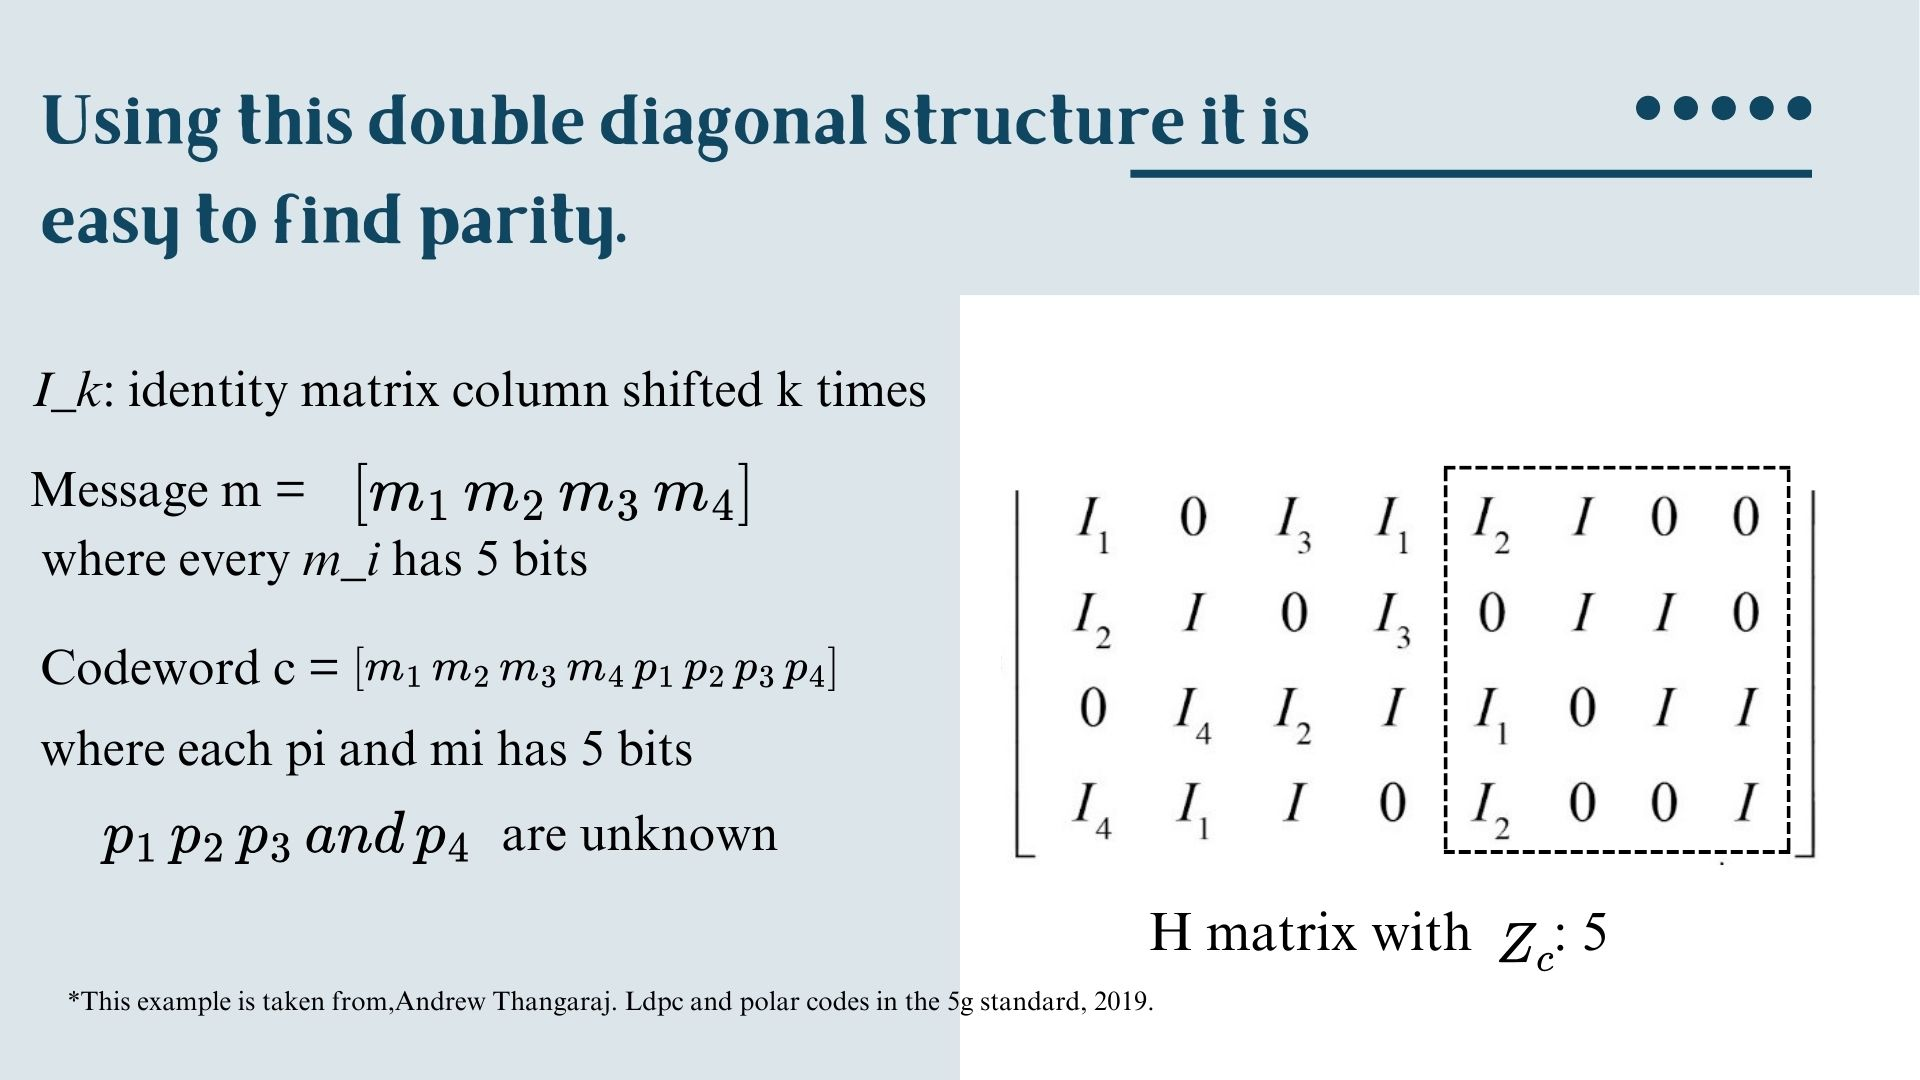 Using this double diagonal structure it is
easy to find parity.
I_k: identity matrix column shifted k times
Message m = [m₁ m₂ m₃ m₄]
where every m_i has 5 bits
Codeword c = [m₁ m₂ m₃ m₄ p₁ p₂ p₃ p₄]
where each pi and mi has 5 bits
p₁ p₂ p₃ and p₄ are unknown
I₁ 0 I₃ I₁ I₂ I 0 0
I₂ I 0 I₃ 0 I I 0
0 I₄ I₂ I I₁ 0 I I
I₄ I₁ I 0 I₂ 0 0 I
H matrix with Z_c: 5
*This example is taken from,Andrew Thangaraj. Ldpc and polar codes in the 5g standard, 2019.